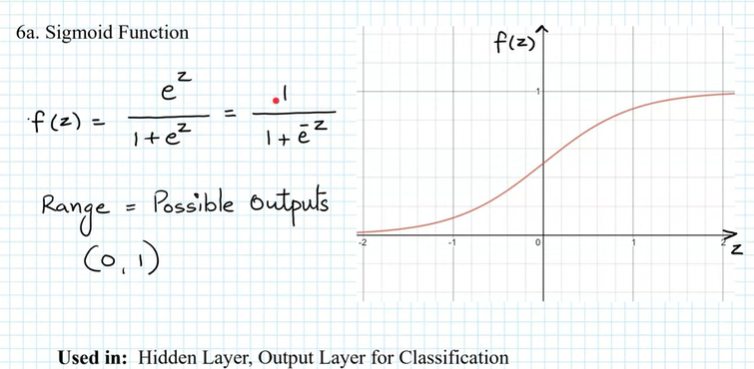 6a. Sigmoid Function
f(z) = e^z / (1 + e^z) = 1 / (1 + e^-z)
Range = Possible outputs
(0, 1)
f(z)
1
-2 -1 0 1 2
z
Used in: Hidden Layer, Output Layer for Classification